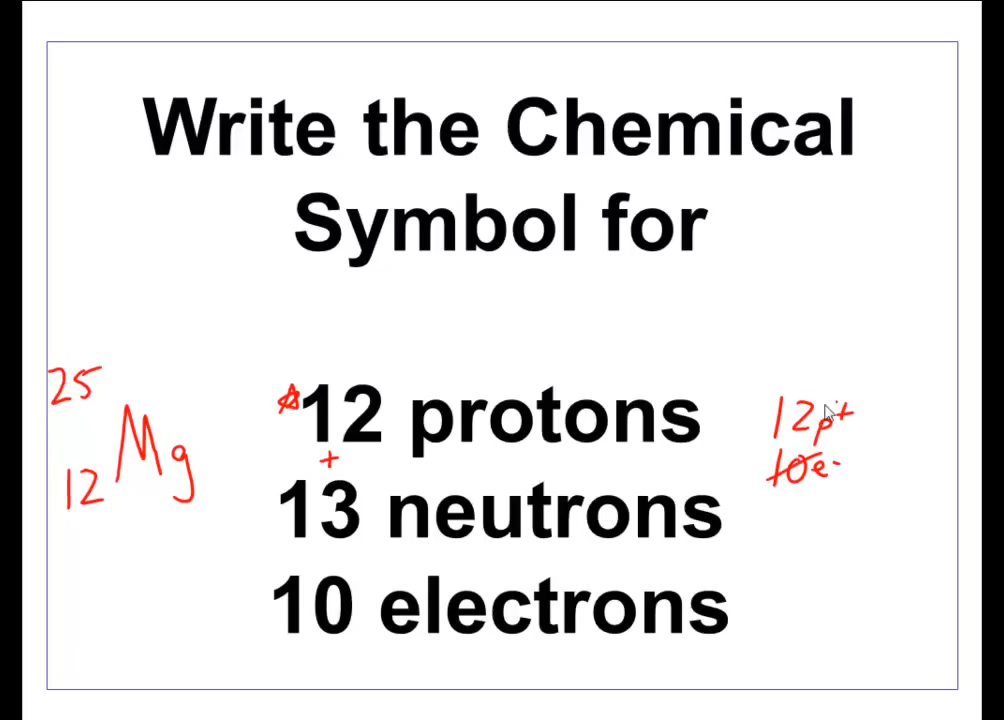 Write the Chemical
Symbol for
25
Mg
12
12 protons
+
13 neutrons
10 electrons
12p+
10e-